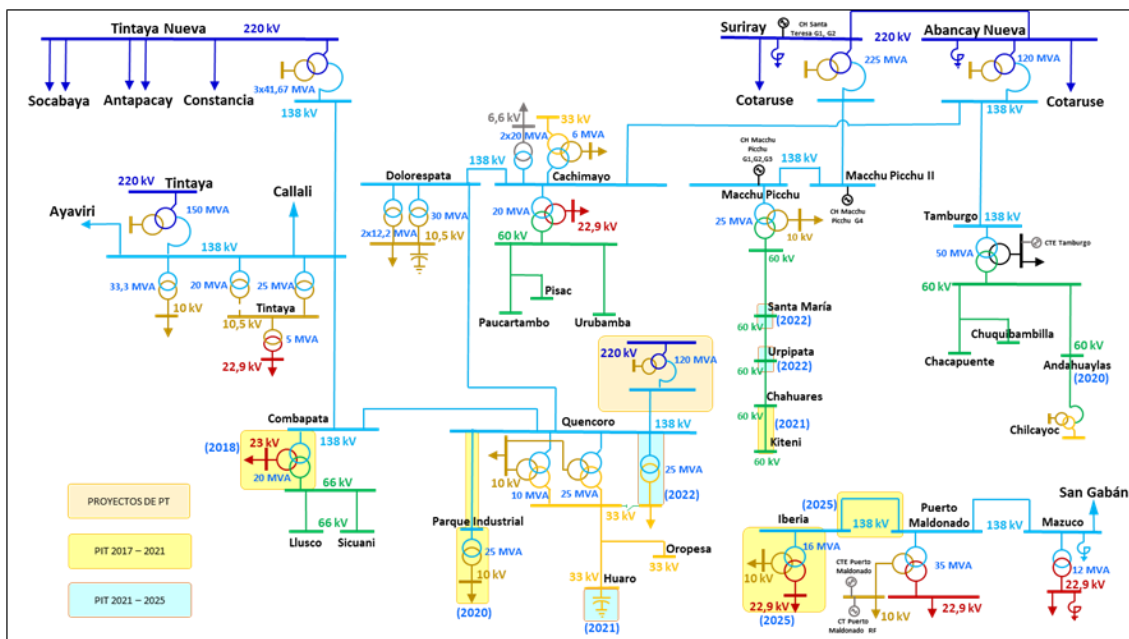 Tintaya Nueva
220 kV
Socabaya
Antapacay
Constancia
3x41,67 MVA
138 kV
Suriray
CH Santa
Teresa G1, G2
220 kV
225 MVA
Cotaruse
Abancay Nueva
120 MVA
138 kV
Cotaruse
6,6 kV
2x20 MVA
33 kV
6 MVA
138 kV
Dolorespata
Cachimayo
30 MVA
2x12,2 MVA
10,5 kV
20 MVA
22,9 kV
60 kV
Pisac
Paucartambo
Urubamba
CH Macchu
Picchu
G1,G2,G3
138 kV
Macchu Picchu
Macchu Picchu II
CH Macchu
Picchu G4
25 MVA
10 kV
60 kV
Santa María
60 kV
(2022)
Urpipata
60 kV
(2022)
Chahuares
60 kV
(2021)
Kiteni
60 kV
Tamburgo
138 kV
50 MVA
CTE Tamburgo
60 kV
Chuquibambilla
Chacapuente
60 kV
Andahuaylas
(2020)
Chilcayoc
220 kV
Tintaya
150 MVA
Ayaviri
Callali
138 kV
33,3 MVA
20 MVA
25 MVA
10 kV
Tintaya
10,5 kV
5 MVA
22,9 kV
220 kV
120 MVA
Combapata
138 kV
(2018)
23 kV
20 MVA
66 kV
66 kV
Llusco
Sicuani
Quencoro
138 kV
10 kV
10 MVA
25 MVA
25 MVA
(2022)
33 kV
Parque Industrial
25 MVA
10 kV
(2020)
Oropesa
33 kV
33 kV
Huaro
(2021)
(2025)
Iberia
138 kV
16 MVA
10 kV
22,9 kV
(2025)
Puerto
Maldonado
138 kV
35 MVA
CTE Puerto
Maldonado
CT Puerto
Maldonado RF
10 kV
22,9 kV
San Gabán
Mazuco
12 MVA
22,9 kV
PROYECTOS DE PT
PIT 2017 – 2021
PIT 2021 – 2025